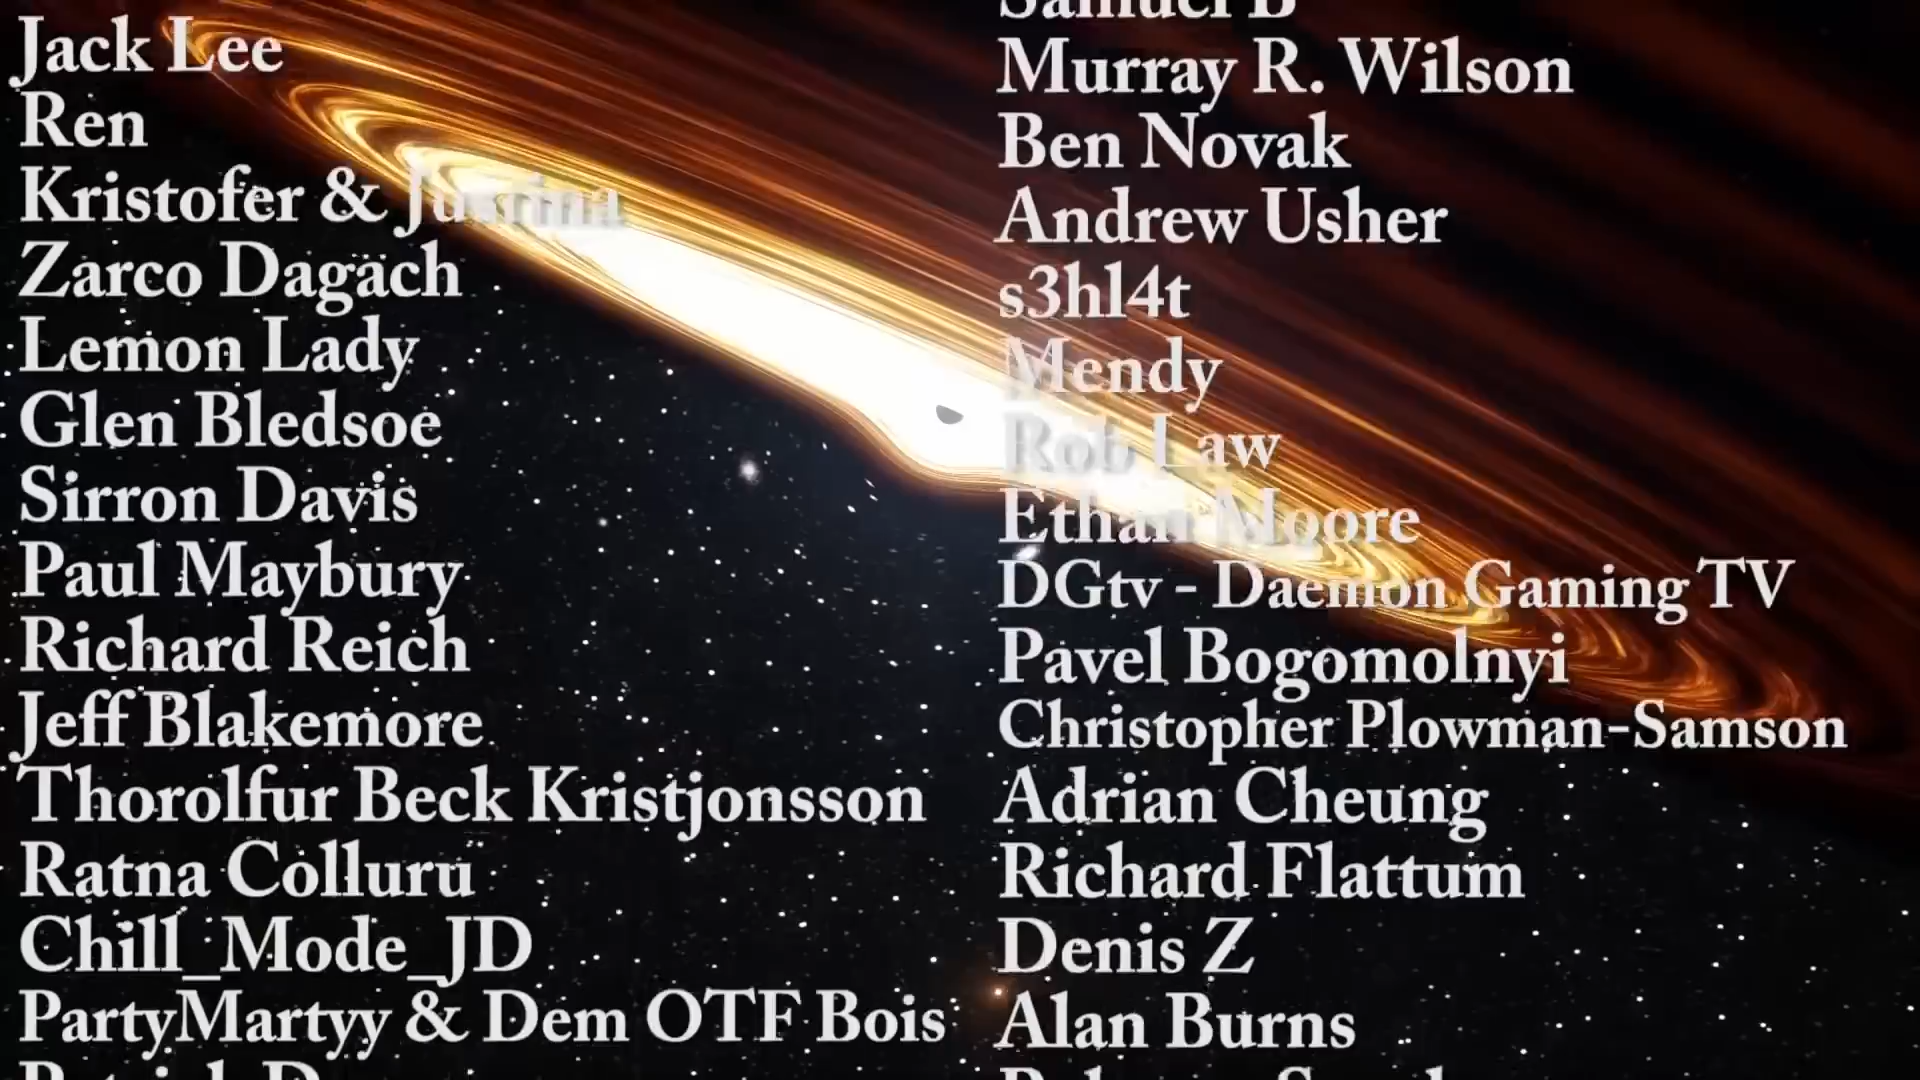 Jack Lee
Ren
Kristofer & Justina
Zarco Dagach
Lemon Lady
Glen Bledsoe
Sirron Davis
Paul Maybury
Richard Reich
Jeff Blakemore
Thorolfur Beck Kristjonsson
Ratna Colluru
Chill_Mode_JD
PartyMartyy & Dem OTF Bois
Samuel B
Murray R. Wilson
Ben Novak
Andrew Usher
s3hl4t
Mendy
Rob Law
Ethan Moore
DGtv - Daemon Gaming TV
Pavel Bogomolnyi
Christopher Plowman-Samson
Adrian Cheung
Richard Flattum
Denis Z
Alan Burns